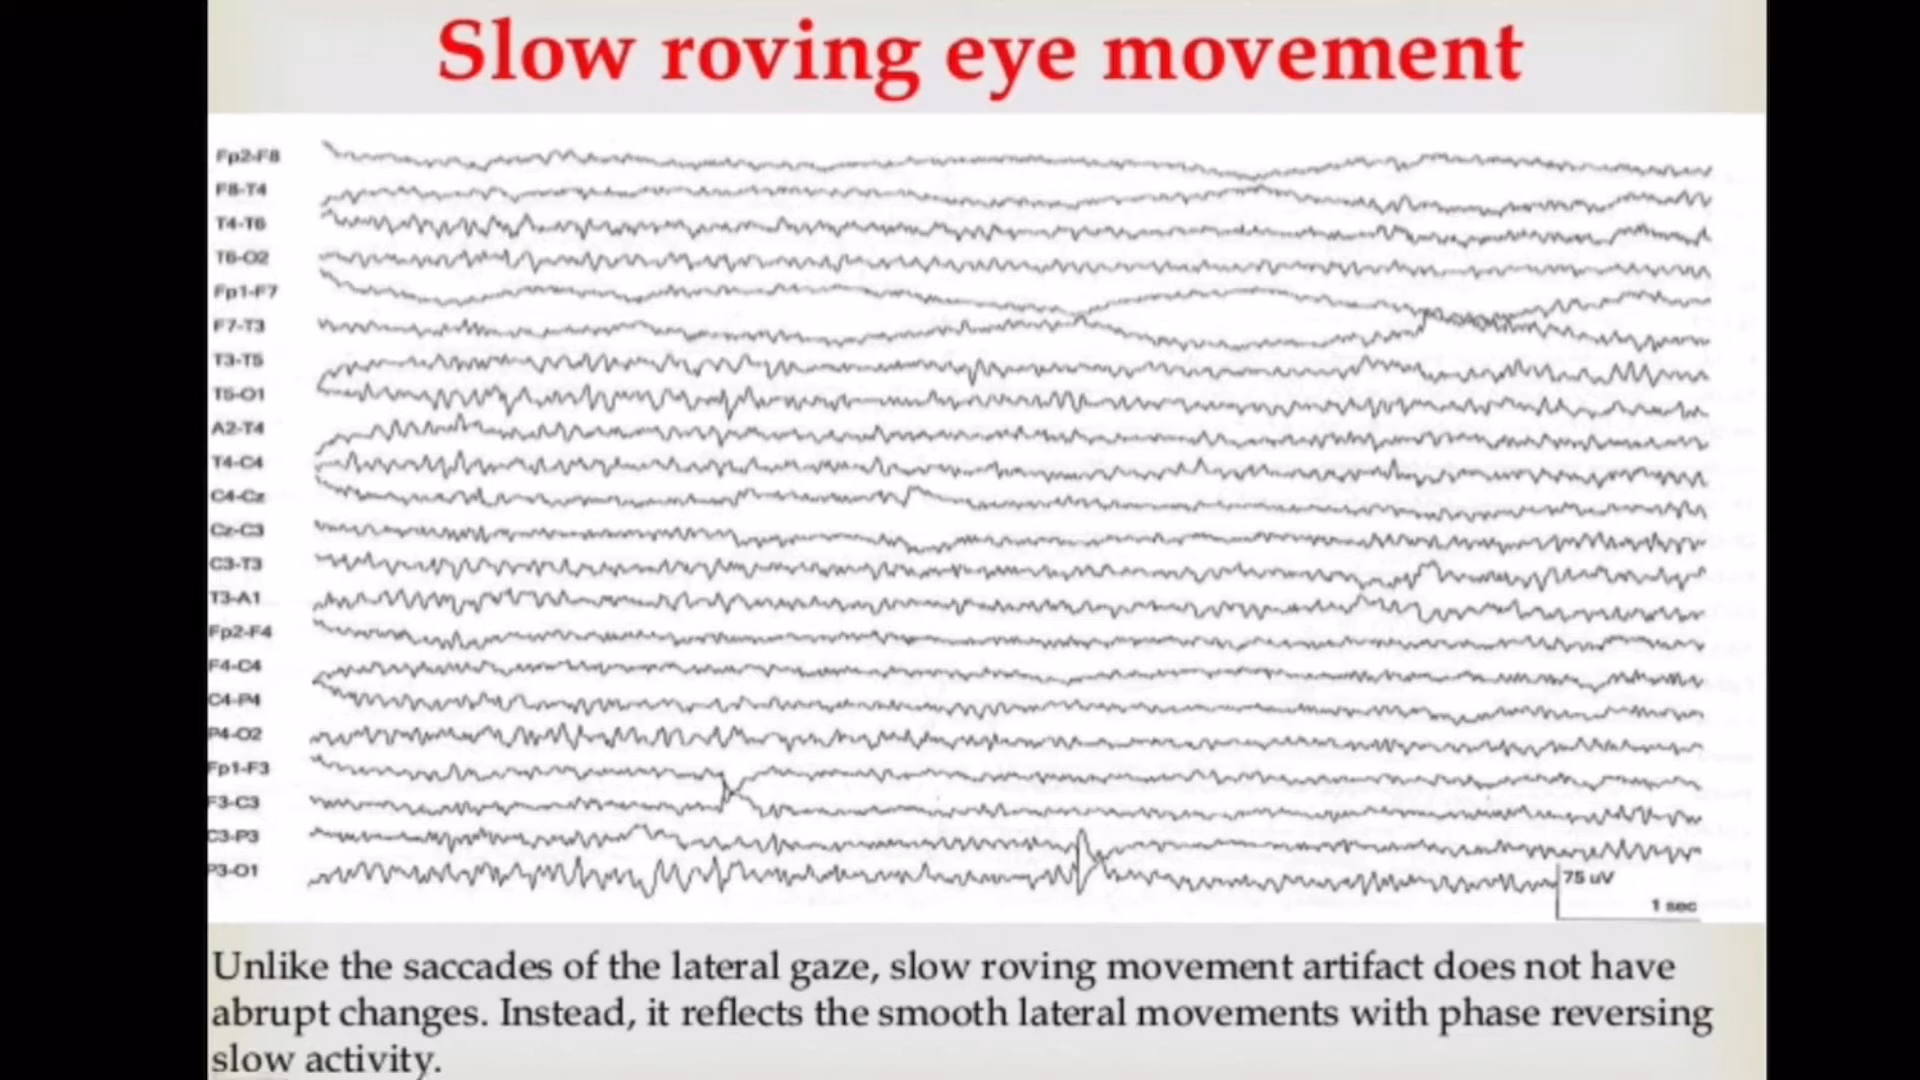 Slow roving eye movement
Fp2-F8
F8-T4
T4-T6
T6-O2
Fp1-F7
F7-T3
T3-T5
T5-O1
A2-T4
T4-C4
C4-Cz
Cz-C3
C3-T3
T3-A1
Fp2-F4
F4-C4
C4-P4
P4-O2
Fp1-F3
F3-C3
C3-P3
P3-O1
75 uV
1 sec
Unlike the saccades of the lateral gaze, slow roving movement artifact does not have
abrupt changes. Instead, it reflects the smooth lateral movements with phase reversing
slow activity.